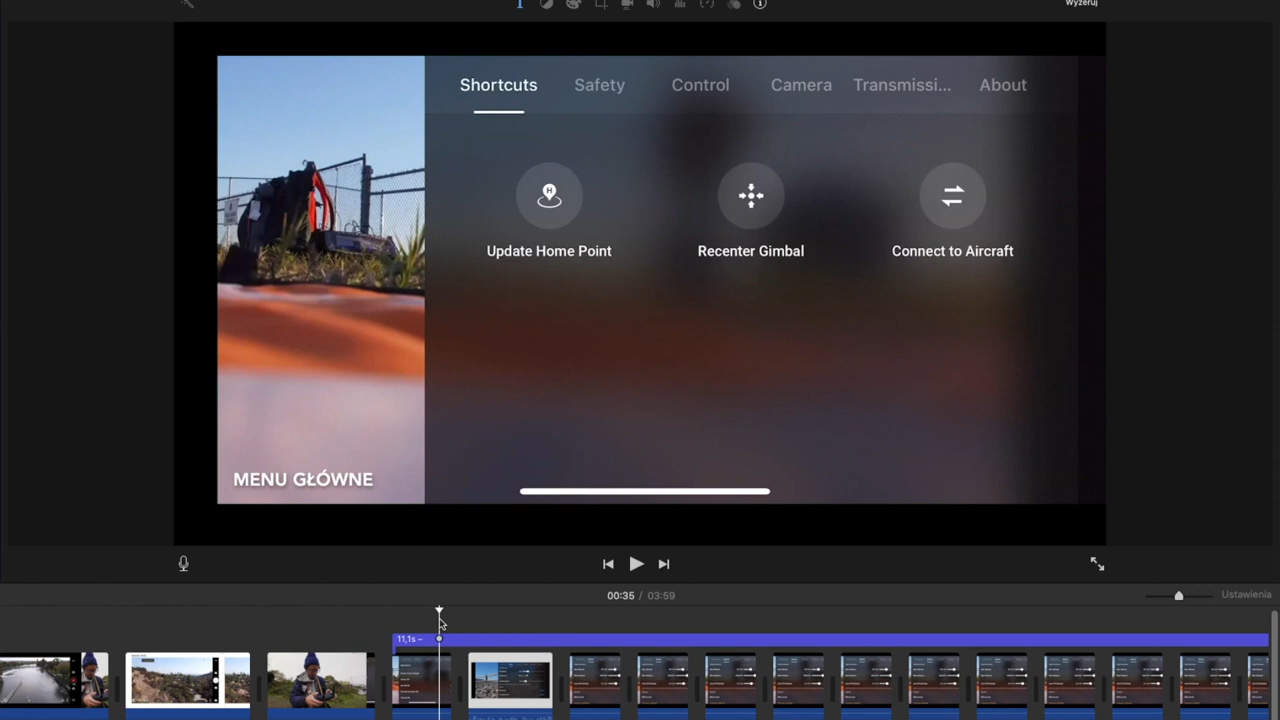 Wyzeruj
Shortcuts Safety Control Camera Transmissi... About
Update Home Point Recenter Gimbal Connect to Aircraft
MENU GŁÓWNE
00:35 / 03:59
Ustawienia
11,1s –